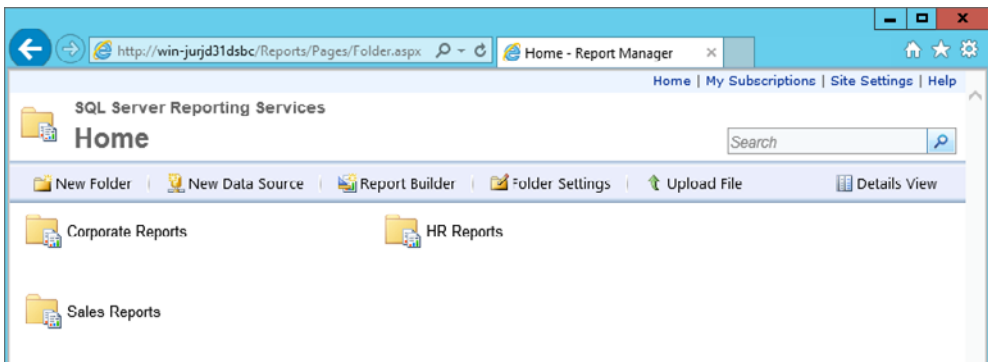 http://win-jurjd31dsbc/Reports/Pages/Folder.aspx Home - Report Manager
Home | My Subscriptions | Site Settings | Help
SQL Server Reporting Services
Home
Search
New Folder | New Data Source | Report Builder | Folder Settings | Upload File Details View
Corporate Reports HR Reports
Sales Reports